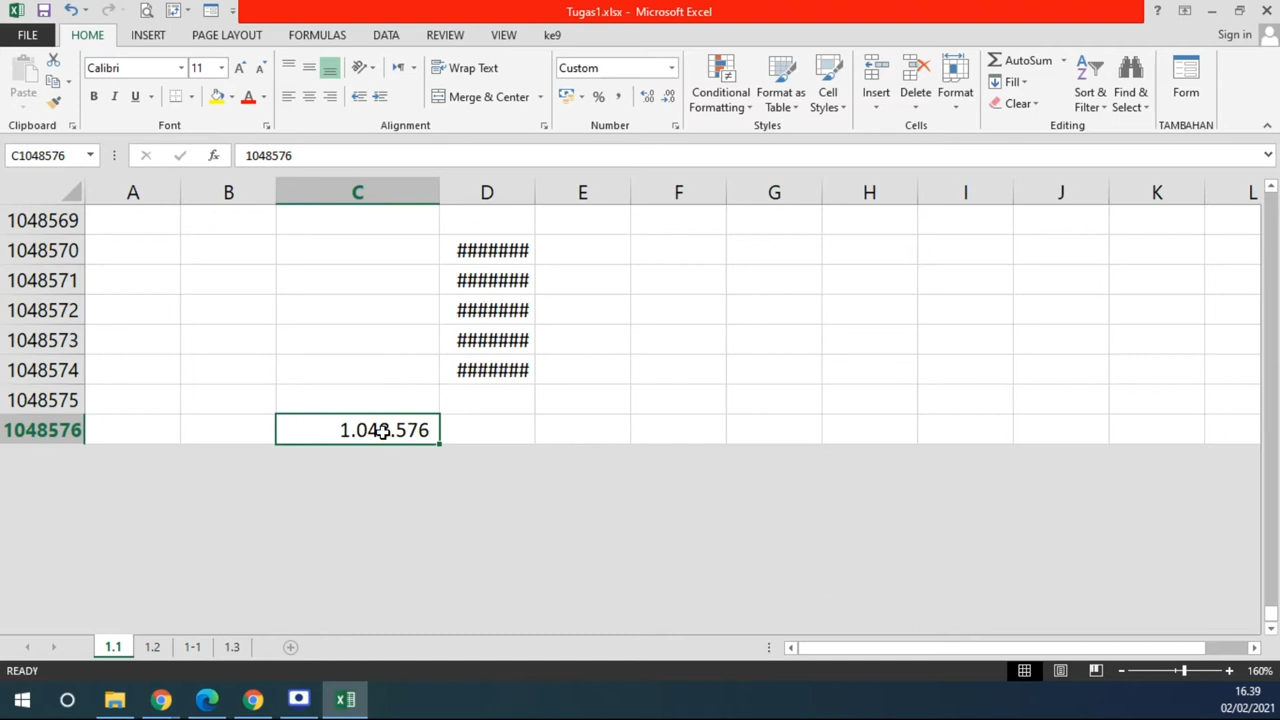 Tugas1.xlsx - Microsoft Excel
FILE HOME INSERT PAGE LAYOUT FORMULAS DATA REVIEW VIEW ke9 Sign in
Paste
Calibri 11
B I U A
Wrap Text
Merge & Center
Custom
%
Conditional Formatting
Format as Table
Cell Styles
Insert
Delete
Format
AutoSum
Fill
Clear
Sort & Filter
Find & Select
Form
Clipboard Font Alignment Number Styles Cells Editing TAMBAHAN
C1048576 fx 1048576
A B C D E F G H I J K L
1048569
1048570 #######
1048571 #######
1048572 #######
1048573 #######
1048574 #######
1048575
1048576 1.048.576
1.1 1.2 1-1 1.3
READY 160%
16.39
02/02/2021